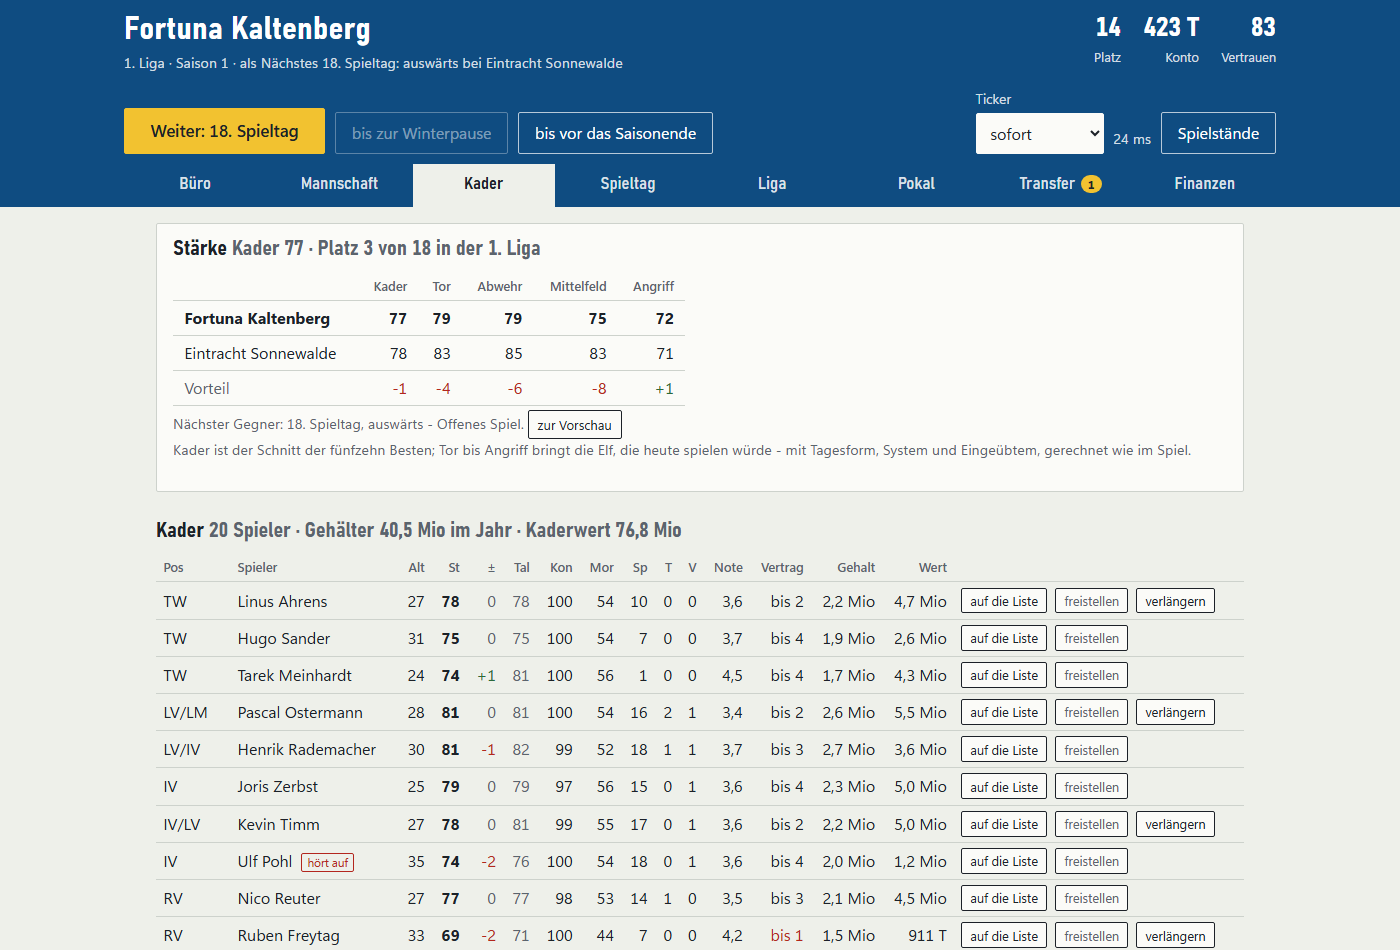 Fortuna Kaltenberg
1. Liga · Saison 1 · als Nächstes 18. Spieltag: auswärts bei Eintracht Sonnewalde
14 423 T 83
Platz Konto Vertrauen
Weiter: 18. Spieltag bis zur Winterpause bis vor das Saisonende
Ticker
sofort 24 ms Spielstände
Büro Mannschaft Kader Spieltag Liga Pokal Transfer 1 Finanzen
Stärke Kader 77 · Platz 3 von 18 in der 1. Liga
Kader Tor Abwehr Mittelfeld Angriff
Fortuna Kaltenberg 77 79 79 75 72
Eintracht Sonnewalde 78 83 85 83 71
Vorteil -1 -4 -6 -8 +1
Nächster Gegner: 18. Spieltag, auswärts - Offenes Spiel. zur Vorschau
Kader ist der Schnitt der fünfzehn Besten; Tor bis Angriff bringt die Elf, die heute spielen würde - mit Tagesform, System und Eingeübtem, gerechnet wie im Spiel.
Kader 20 Spieler · Gehälter 40,5 Mio im Jahr · Kaderwert 76,8 Mio
Pos Spieler Alt St ± Tal Kon Mor Sp T V Note Vertrag Gehalt Wert
TW Linus Ahrens 27 78 0 78 100 54 10 0 0 3,6 bis 2 2,2 Mio 4,7 Mio auf die Liste freistellen verlängern
TW Hugo Sander 31 75 0 75 100 54 7 0 0 3,7 bis 4 1,9 Mio 2,6 Mio auf die Liste freistellen
TW Tarek Meinhardt 24 74 +1 81 100 56 1 0 0 4,5 bis 4 1,7 Mio 4,3 Mio auf die Liste freistellen
LV/LM Pascal Ostermann 28 81 0 81 100 54 16 2 1 3,4 bis 2 2,6 Mio 5,5 Mio auf die Liste freistellen verlängern
LV/IV Henrik Rademacher 30 81 -1 82 99 52 18 1 1 3,7 bis 3 2,7 Mio 3,6 Mio auf die Liste freistellen
IV Joris Zerbst 25 79 0 79 97 56 15 0 1 3,6 bis 4 2,3 Mio 5,0 Mio auf die Liste freistellen
IV/LV Kevin Timm 27 78 0 81 99 55 17 0 1 3,6 bis 2 2,2 Mio 5,0 Mio auf die Liste freistellen verlängern
IV Ulf Pohl hört auf 35 74 -2 76 100 54 18 0 1 3,6 bis 4 2,0 Mio 1,2 Mio auf die Liste freistellen
RV Nico Reuter 27 77 0 77 98 53 14 1 0 3,5 bis 3 2,1 Mio 4,5 Mio auf die Liste freistellen
RV Ruben Freytag 33 69 -2 71 100 44 7 0 0 4,2 bis 1 1,5 Mio 911 T auf die Liste freistellen verlängern